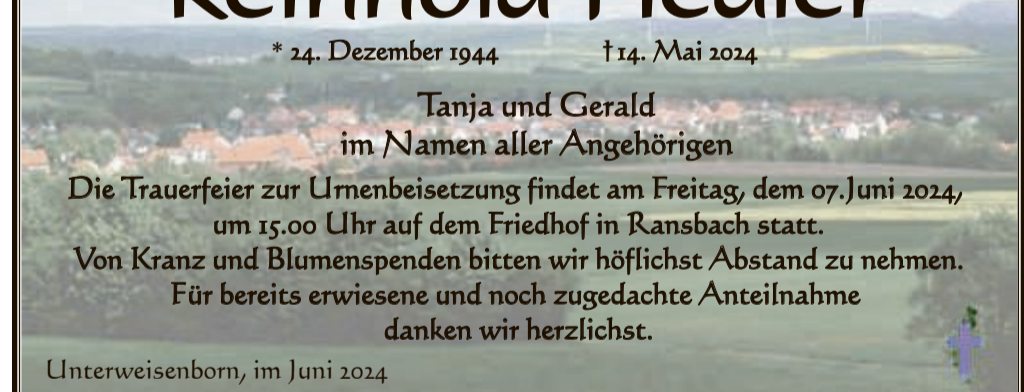 * 24. Dezember 1944 † 14. Mai 2024
Tanja und Gerald
im Namen aller Angehörigen
Die Trauerfeier zur Urnenbeisetzung findet am Freitag, dem 07.Juni 2024,
um 15.00 Uhr auf dem Friedhof in Ransbach statt.
Von Kranz und Blumenspenden bitten wir höflichst Abstand zu nehmen.
Für bereits erwiesene und noch zugedachte Anteilnahme
danken wir herzlichst.
Unterweisenborn, im Juni 2024